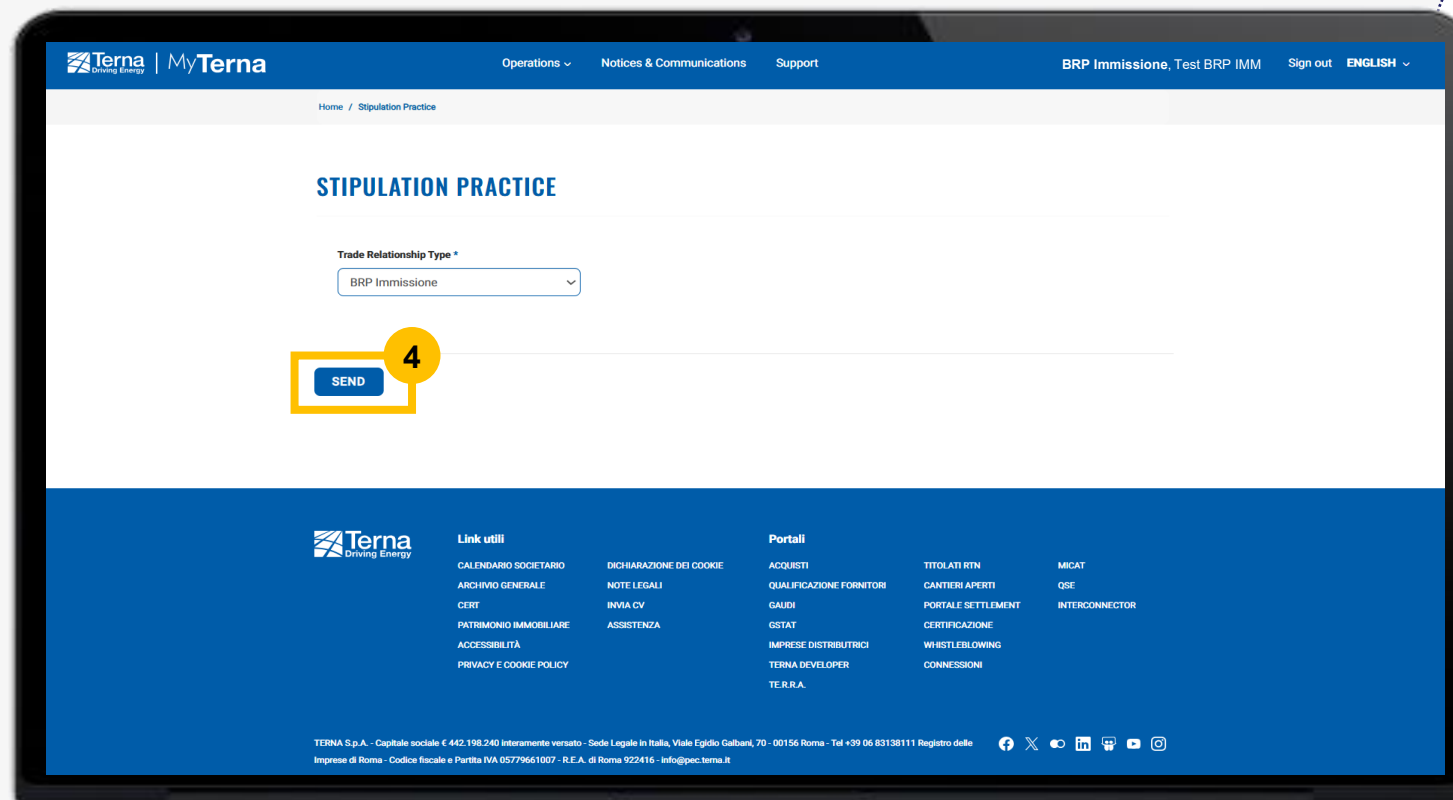 Terna Driving Energy | MyTerna
Operations
Notices & Communications
Support
BRP Immissione, Test BRP IMM
Sign out
ENGLISH
Home / Stipulation Practice
STIPULATION PRACTICE
Trade Relationship Type *
BRP Immissione
4
SEND
Terna
Driving Energy
Link utili
CALENDARIO SOCIETARIO
ARCHIVIO GENERALE
CERT
PATRIMONIO IMMOBILIARE
ACCESSIBILITÀ
PRIVACY E COOKIE POLICY
DICHIARAZIONE DEI COOKIE
NOTE LEGALI
INVIA CV
ASSISTENZA
Portali
ACQUISTI
QUALIFICAZIONE FORNITORI
GAUDI
GSTAT
IMPRESE DISTRIBUTRICI
TERNA DEVELOPER
TE.R.R.A.
TITOLATI RTN
CANTIERI APERTI
PORTALE SETTLEMENT
CERTIFICAZIONE
WHISTLEBLOWING
CONNESSIONI
MICAT
QSE
INTERCONNECTOR
TERNA S.p.A. - Capitale sociale € 442.198.240 interamente versato - Sede Legale in Italia, Viale Egidio Galbani, 70 - 00156 Roma - Tel +39 06 83138111 Registro delle
Imprese di Roma - Codice fiscale e Partita IVA 05779661007 - R.E.A. di Roma 922416 - info@pec.terna.it